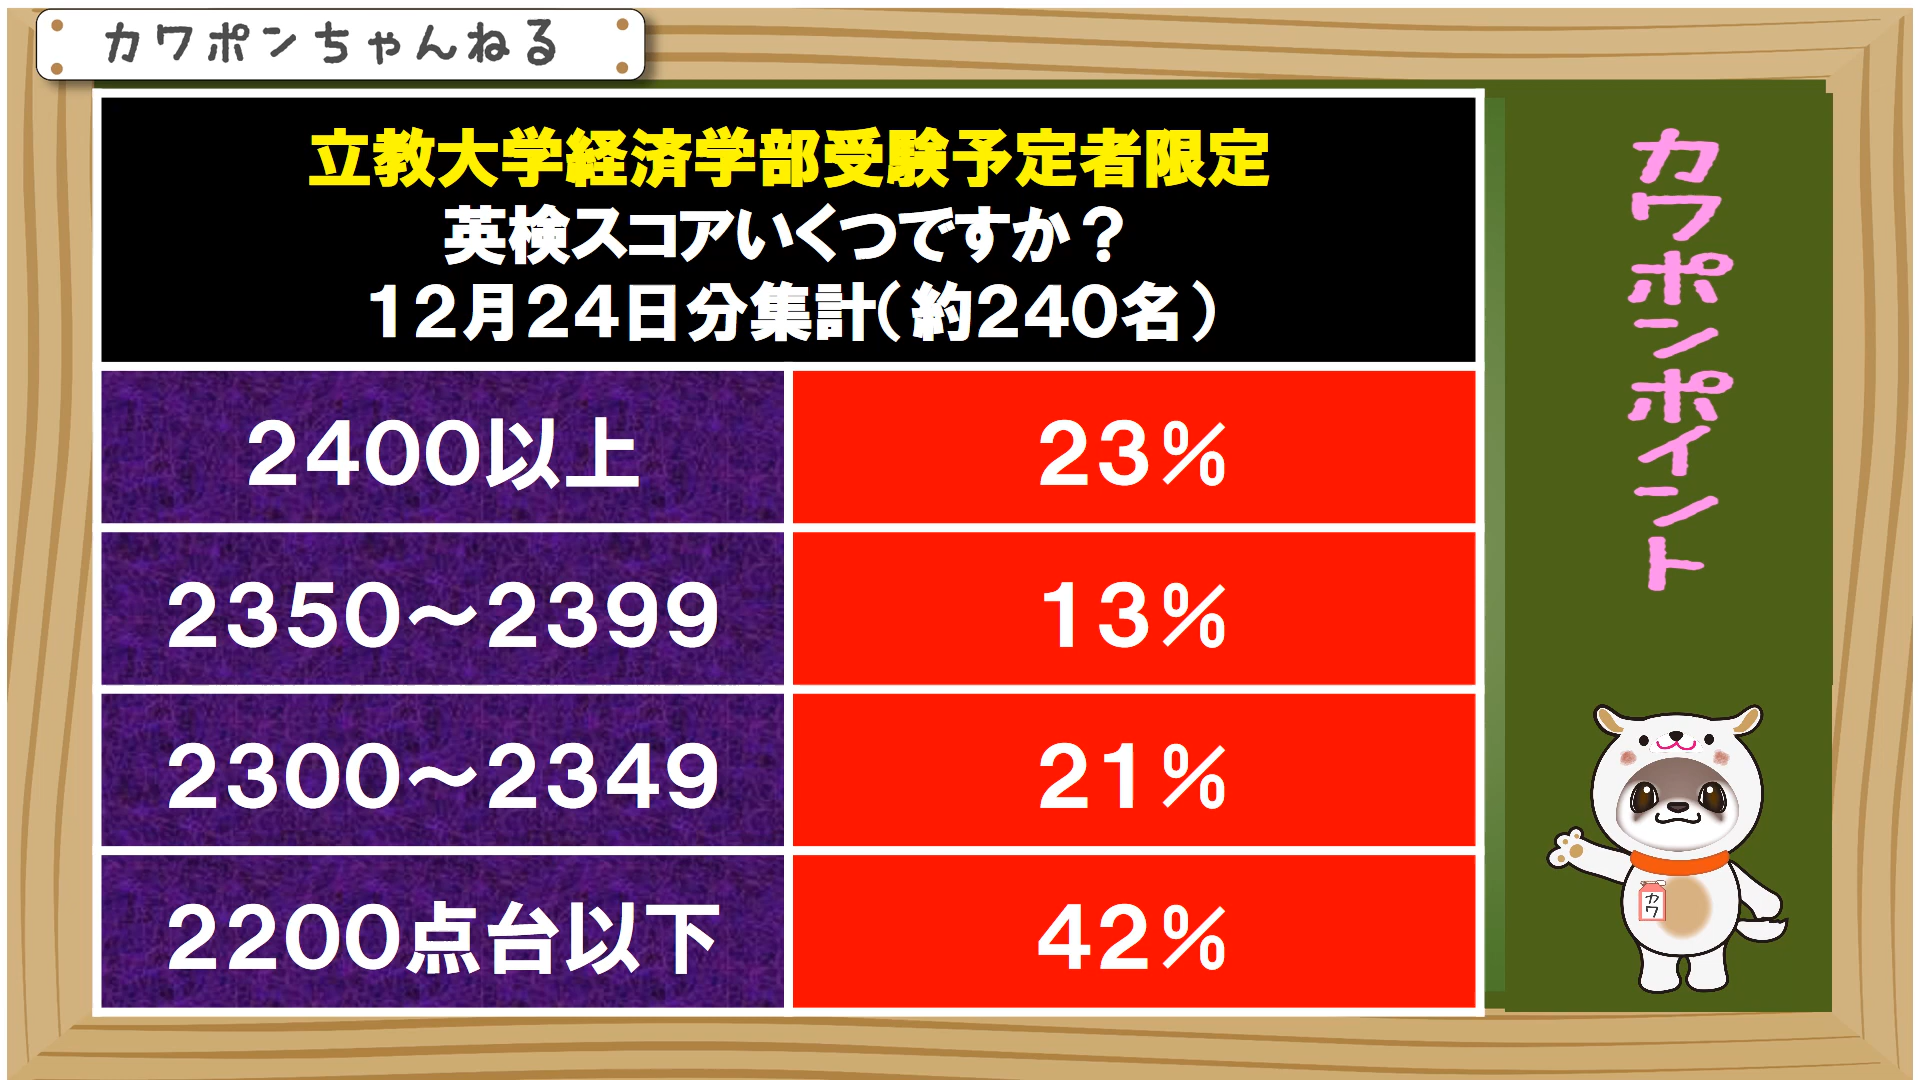 カワポンちゃんねる
立教大学経済学部受験予定者限定
英検スコアいくつですか？
12月24日分集計（約240名）
2400以上 23%
2350～2399 13%
2300～2349 21%
2200点台以下 42%
カワポンポイント
カワ